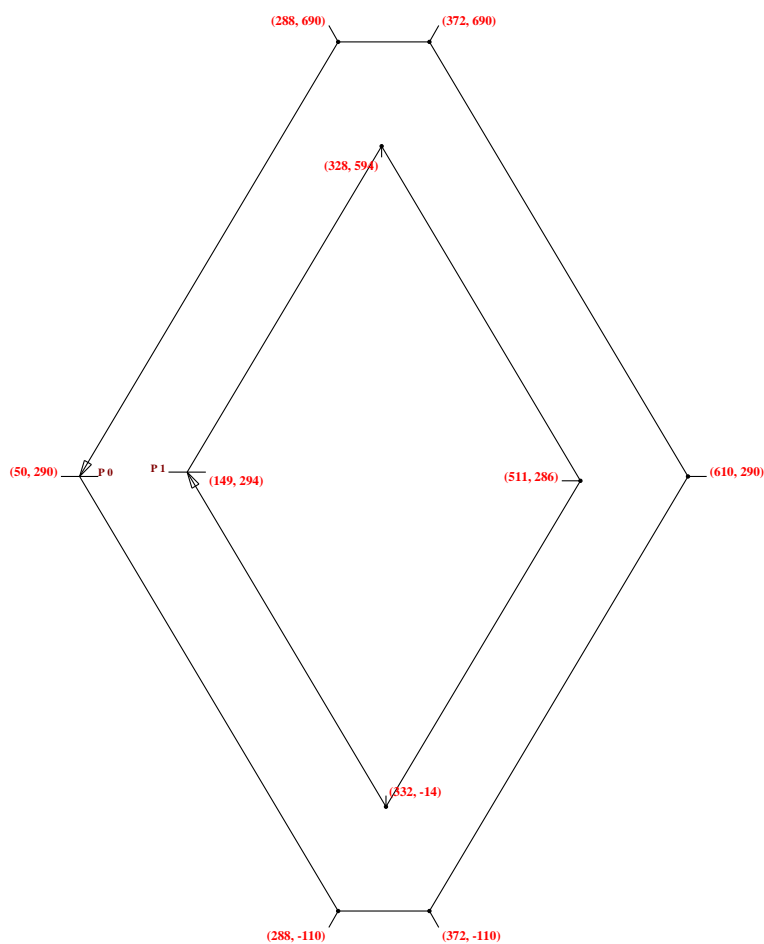 (288, 690) (372, 690)
(328, 594)
(50, 290) P 0 P 1 (149, 294) (511, 286) (610, 290)
(332, -14)
(288, -110) (372, -110)